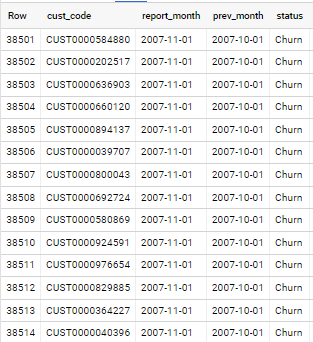 Row cust_code report_month prev_month status
38501 CUST0000584880 2007-11-01 2007-10-01 Churn
38502 CUST0000202517 2007-11-01 2007-10-01 Churn
38503 CUST0000636903 2007-11-01 2007-10-01 Churn
38504 CUST0000660120 2007-11-01 2007-10-01 Churn
38505 CUST0000894137 2007-11-01 2007-10-01 Churn
38506 CUST0000039707 2007-11-01 2007-10-01 Churn
38507 CUST0000800043 2007-11-01 2007-10-01 Churn
38508 CUST0000692724 2007-11-01 2007-10-01 Churn
38509 CUST0000580869 2007-11-01 2007-10-01 Churn
38510 CUST0000924591 2007-11-01 2007-10-01 Churn
38511 CUST0000976654 2007-11-01 2007-10-01 Churn
38512 CUST0000829885 2007-11-01 2007-10-01 Churn
38513 CUST0000364227 2007-11-01 2007-10-01 Churn
38514 CUST0000040396 2007-11-01 2007-10-01 Churn